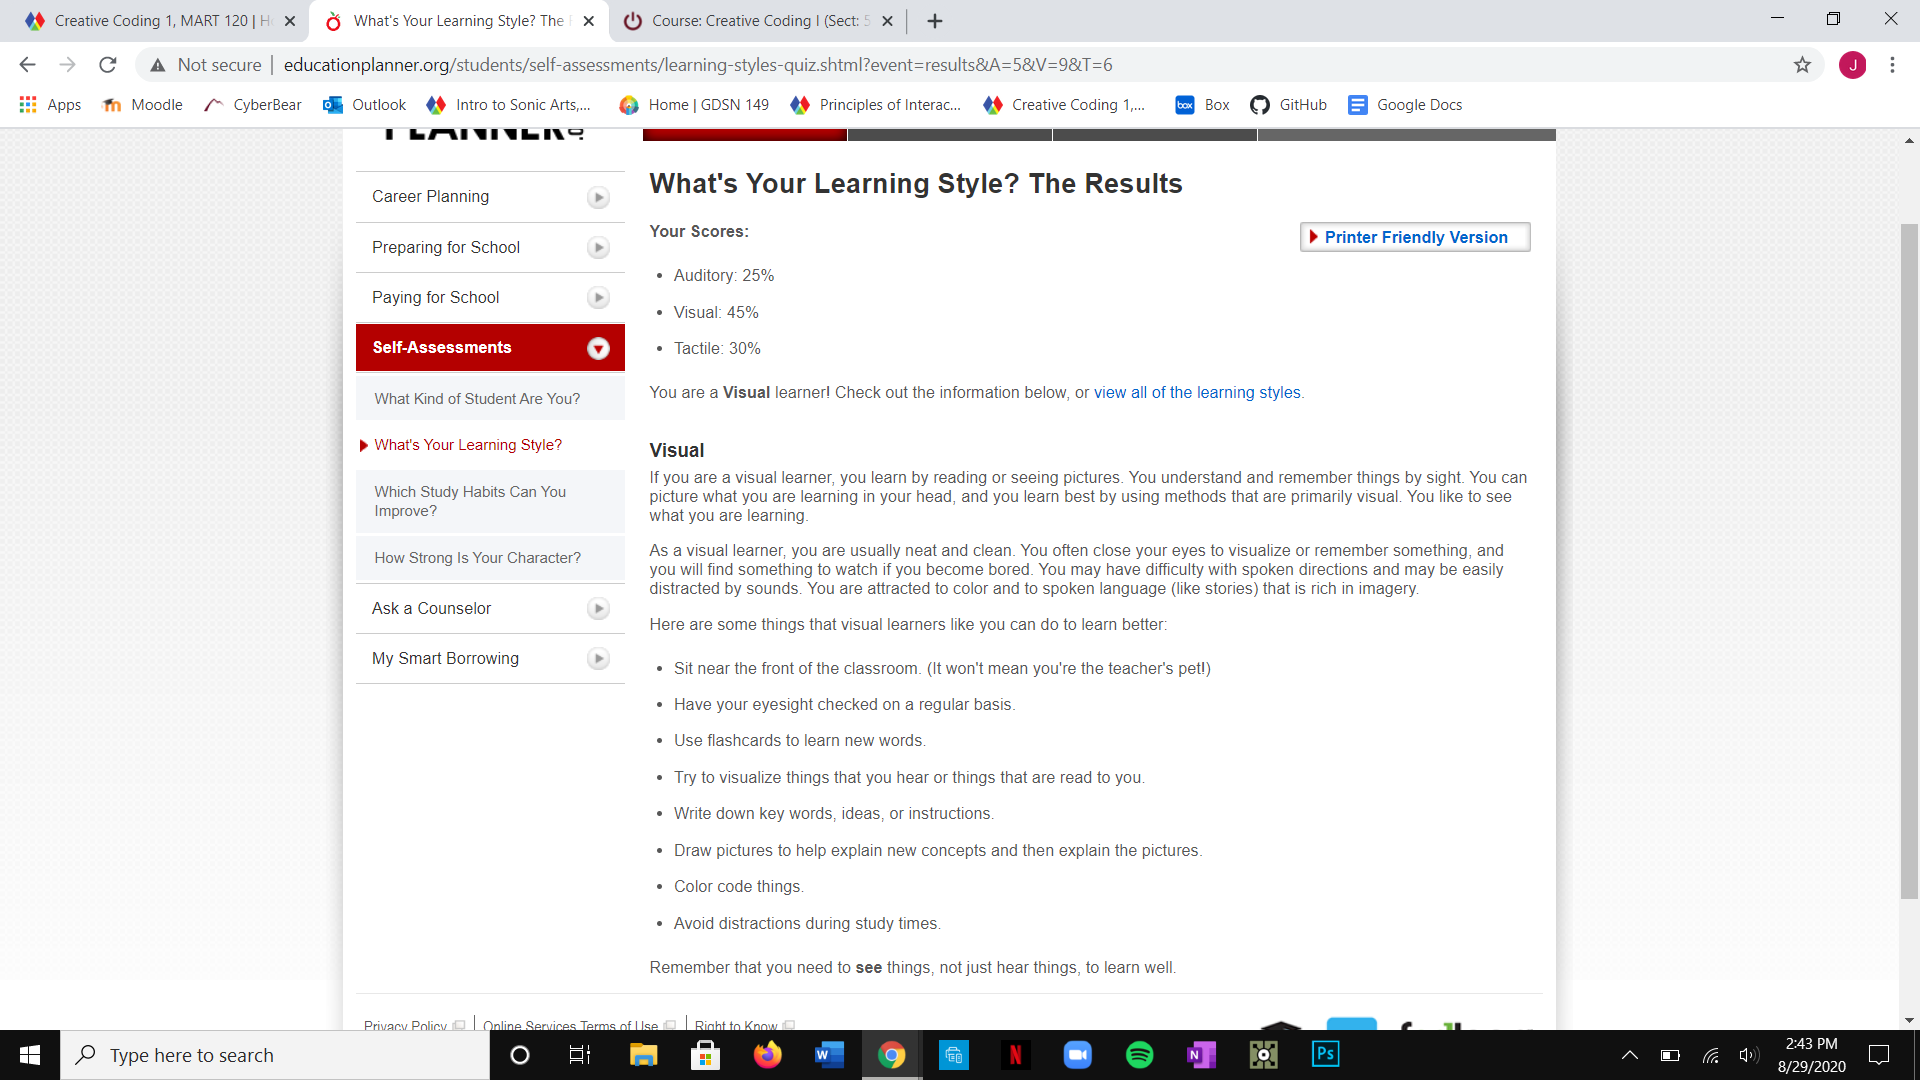 Creative Coding 1, MART 120 | H
What's Your Learning Style? The
Course: Creative Coding I (Sect: 5
Not secure | educationplanner.org/students/self-assessments/learning-styles-quiz.shtml?event=results&A=5&V=9&T=6
J
Apps Moodle CyberBear Outlook Intro to Sonic Arts,... Home | GDSN 149 Principles of Interac... Creative Coding 1,... box Box GitHub Google Docs
Career Planning
Preparing for School
Paying for School
Self-Assessments
What Kind of Student Are You?
What's Your Learning Style?
Which Study Habits Can You
Improve?
How Strong Is Your Character?
Ask a Counselor
My Smart Borrowing
What's Your Learning Style? The Results
Your Scores:
Printer Friendly Version
• Auditory: 25%
• Visual: 45%
• Tactile: 30%
You are a Visual learner! Check out the information below, or view all of the learning styles.
Visual
If you are a visual learner, you learn by reading or seeing pictures. You understand and remember things by sight. You can
picture what you are learning in your head, and you learn best by using methods that are primarily visual. You like to see
what you are learning.
As a visual learner, you are usually neat and clean. You often close your eyes to visualize or remember something, and
you will find something to watch if you become bored. You may have difficulty with spoken directions and may be easily
distracted by sounds. You are attracted to color and to spoken language (like stories) that is rich in imagery.
Here are some things that visual learners like you can do to learn better:
• Sit near the front of the classroom. (It won't mean you're the teacher's pet!)
• Have your eyesight checked on a regular basis.
• Use flashcards to learn new words.
• Try to visualize things that you hear or things that are read to you.
• Write down key words, ideas, or instructions.
• Draw pictures to help explain new concepts and then explain the pictures.
• Color code things.
• Avoid distractions during study times.
Remember that you need to see things, not just hear things, to learn well.
Privacy Policy | Online Services Terms of Use | Right to Know
Type here to search
W
N
N
Ps
2:43 PM
8/29/2020